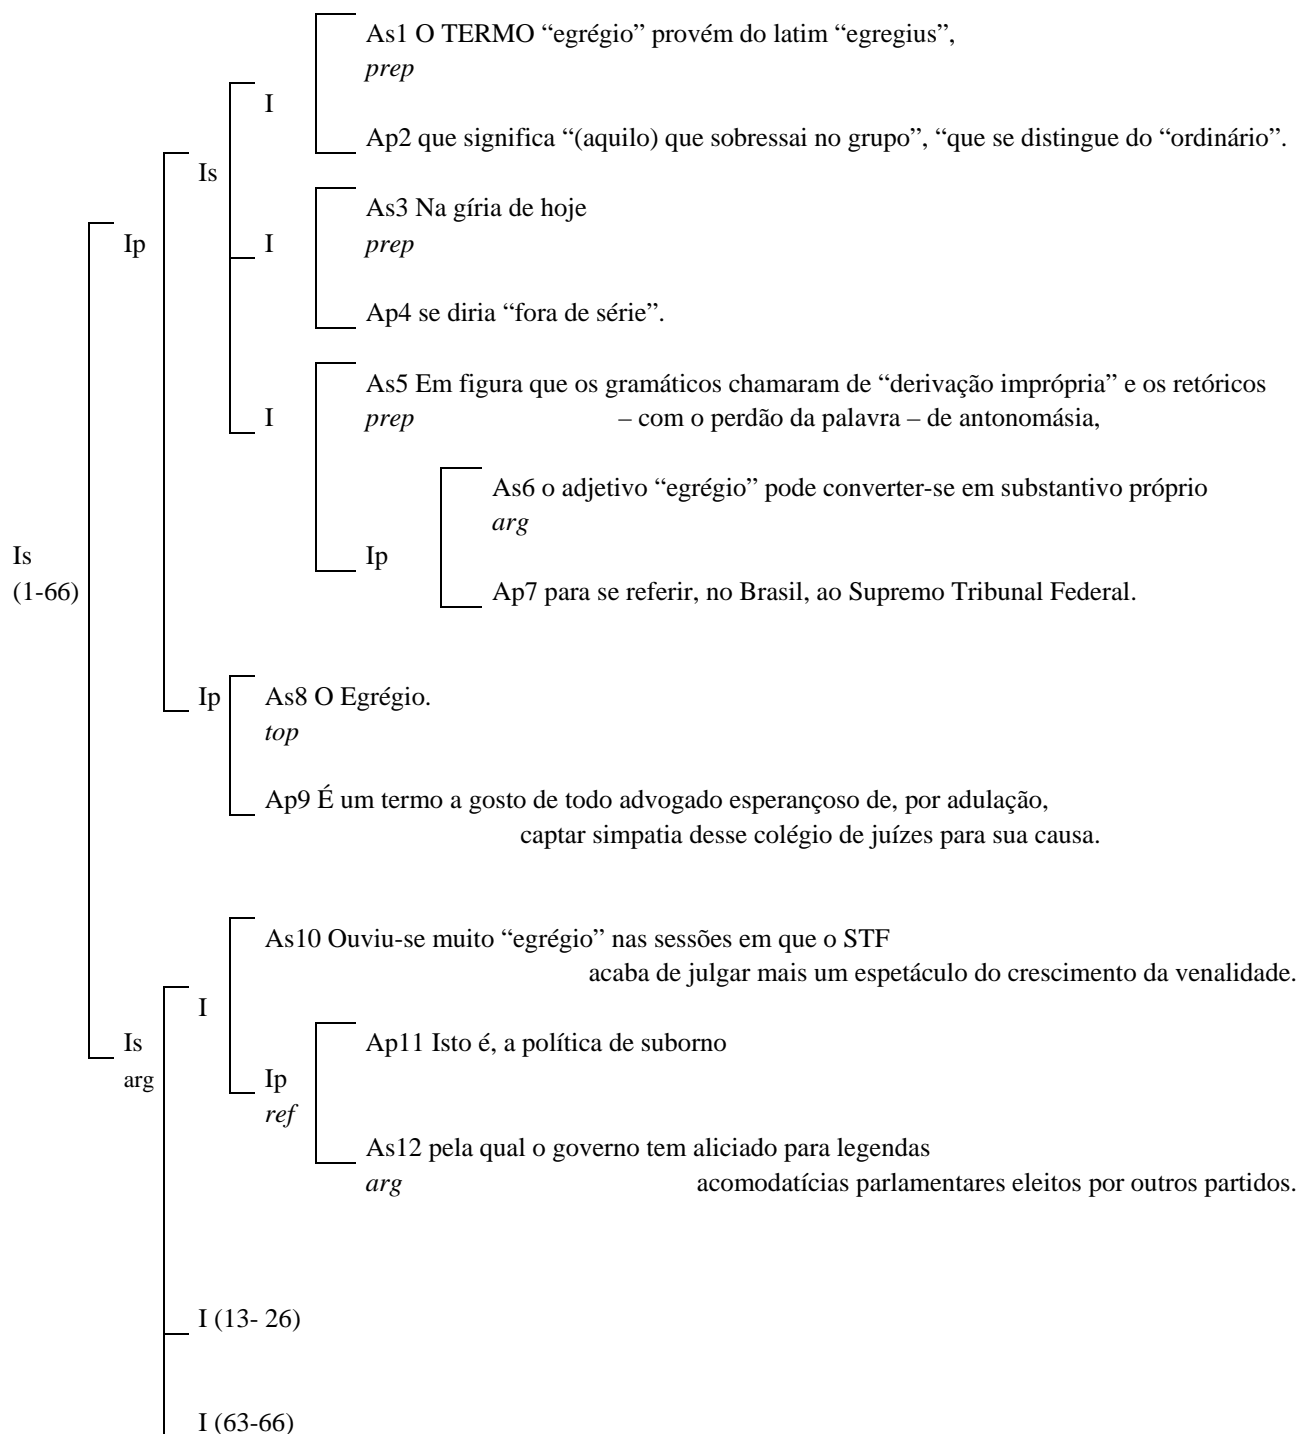 As1 O TERMO “egrégio” provém do latim “egregius”,
prep
I
Ap2 que significa “(aquilo) que sobressai no grupo”, “que se distingue do “ordinário”.
Is
As3 Na gíria de hoje
Ip
I
prep
Ap4 se diria “fora de série”.
As5 Em figura que os gramáticos chamaram de “derivação imprópria” e os retóricos
I
prep
– com o perdão da palavra – de antonomásia,
As6 o adjetivo “egrégio” pode converter-se em substantivo próprio
arg
Is
Ip
(1-66)
Ap7 para se referir, no Brasil, ao Supremo Tribunal Federal.
Ip
As8 O Egrégio.
top
Ap9 É um termo a gosto de todo advogado esperançoso de, por adulação,
captar simpatia desse colégio de juízes para sua causa.
As10 Ouviu-se muito “egrégio” nas sessões em que o STF
acaba de julgar mais um espetáculo do crescimento da venalidade.
I
Is
arg
Ap11 Isto é, a política de suborno
Ip
ref
As12 pela qual o governo tem aliciado para legendas
arg
acomodatícias parlamentares eleitos por outros partidos.
I (13- 26)
I (63-66)